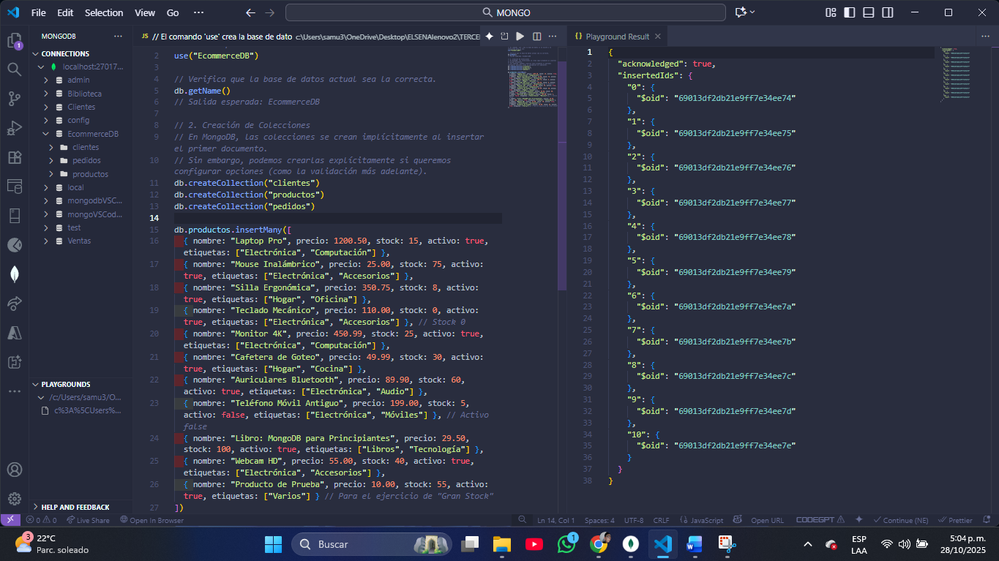 File Edit Selection View Go ··· MONGO
MONGODB ···
CONNECTIONS
localhost:27017...
admin
Biblioteca
Clientes
config
EcommerceDB
clientes
pedidos
productos
local
mongodbVSC...
mongoVSCod...
test
Ventas
PLAYGROUNDS
/c:/Users/samu3/O...
c%3A%5CUsers%...
HELP AND FEEDBACK
JS // El comando 'use' crea la base de dato c:\Users\samu3\OneDrive\Desktop\ELSENAlenovo2\TERCER
2 use("EcommerceDB")
3
4 // Verifica que la base de datos actual sea la correcta.
5 db.getName()
6 // Salida esperada: EcommerceDB
7
8 // 2. Creación de Colecciones
9 // En MongoDB, las colecciones se crean implícitamente al insertar
el primer documento.
10 // Sin embargo, podemos crearlas explícitamente si queremos
configurar opciones (como la validación más adelante).
11 db.createCollection("clientes")
12 db.createCollection("productos")
13 db.createCollection("pedidos")
14
15 db.productos.insertMany([
16 { nombre: "Laptop Pro", precio: 1200.50, stock: 15, activo: true,
etiquetas: ["Electrónica", "Computación"] },
17 { nombre: "Mouse Inalámbrico", precio: 25.00, stock: 75, activo:
true, etiquetas: ["Electrónica", "Accesorios"] },
18 { nombre: "Silla Ergonómica", precio: 350.75, stock: 8, activo:
true, etiquetas: ["Hogar", "Oficina"] },
19 { nombre: "Teclado Mecánico", precio: 110.00, stock: 0, activo:
true, etiquetas: ["Electrónica", "Accesorios"] }, // Stock 0
20 { nombre: "Monitor 4K", precio: 450.99, stock: 25, activo: true,
etiquetas: ["Electrónica", "Computación"] },
21 { nombre: "Cafetera de Goteo", precio: 49.99, stock: 30, activo:
true, etiquetas: ["Hogar", "Cocina"] },
22 { nombre: "Auriculares Bluetooth", precio: 89.90, stock: 60,
activo: true, etiquetas: ["Electrónica", "Audio"] },
23 { nombre: "Teléfono Móvil Antiguo", precio: 199.00, stock: 5,
activo: false, etiquetas: ["Electrónica", "Móviles"] }, // Activo
false
24 { nombre: "Libro: MongoDB para Principiantes", precio: 29.50,
stock: 100, activo: true, etiquetas: ["Libros", "Tecnología"] },
25 { nombre: "Webcam HD", precio: 55.00, stock: 40, activo: true,
etiquetas: ["Electrónica", "Accesorios"] },
26 { nombre: "Producto de Prueba", precio: 10.00, stock: 55, activo:
true, etiquetas: ["Varios"] } // Para el ejercicio de "Gran Stock"
27 ])
{} Playground Result
1 {
2 "acknowledged": true,
3 "insertedIds": {
4 "0": {
5 "$oid": "69013df2db21e9ff7e34ee74"
6 },
7 "1": {
8 "$oid": "69013df2db21e9ff7e34ee75"
9 },
10 "2": {
11 "$oid": "69013df2db21e9ff7e34ee76"
12 },
13 "3": {
14 "$oid": "69013df2db21e9ff7e34ee77"
15 },
16 "4": {
17 "$oid": "69013df2db21e9ff7e34ee78"
18 },
19 "5": {
20 "$oid": "69013df2db21e9ff7e34ee79"
21 },
22 "6": {
23 "$oid": "69013df2db21e9ff7e34ee7a"
24 },
25 "7": {
26 "$oid": "69013df2db21e9ff7e34ee7b"
27 },
28 "8": {
29 "$oid": "69013df2db21e9ff7e34ee7c"
30 },
31 "9": {
32 "$oid": "69013df2db21e9ff7e34ee7d"
33 },
34 "10": {
35 "$oid": "69013df2db21e9ff7e34ee7e"
36 }
37 }
38 }
0 0 Live Share Open In Browser Ln 14, Col 1 Spaces: 4 UTF-8 CRLF {} JavaScript Open URL CODEGPT Continue (NE) Prettier
3 22°C
Parc. soleado
Buscar
1
ESP
LAA
5:04 p.m.
28/10/2025